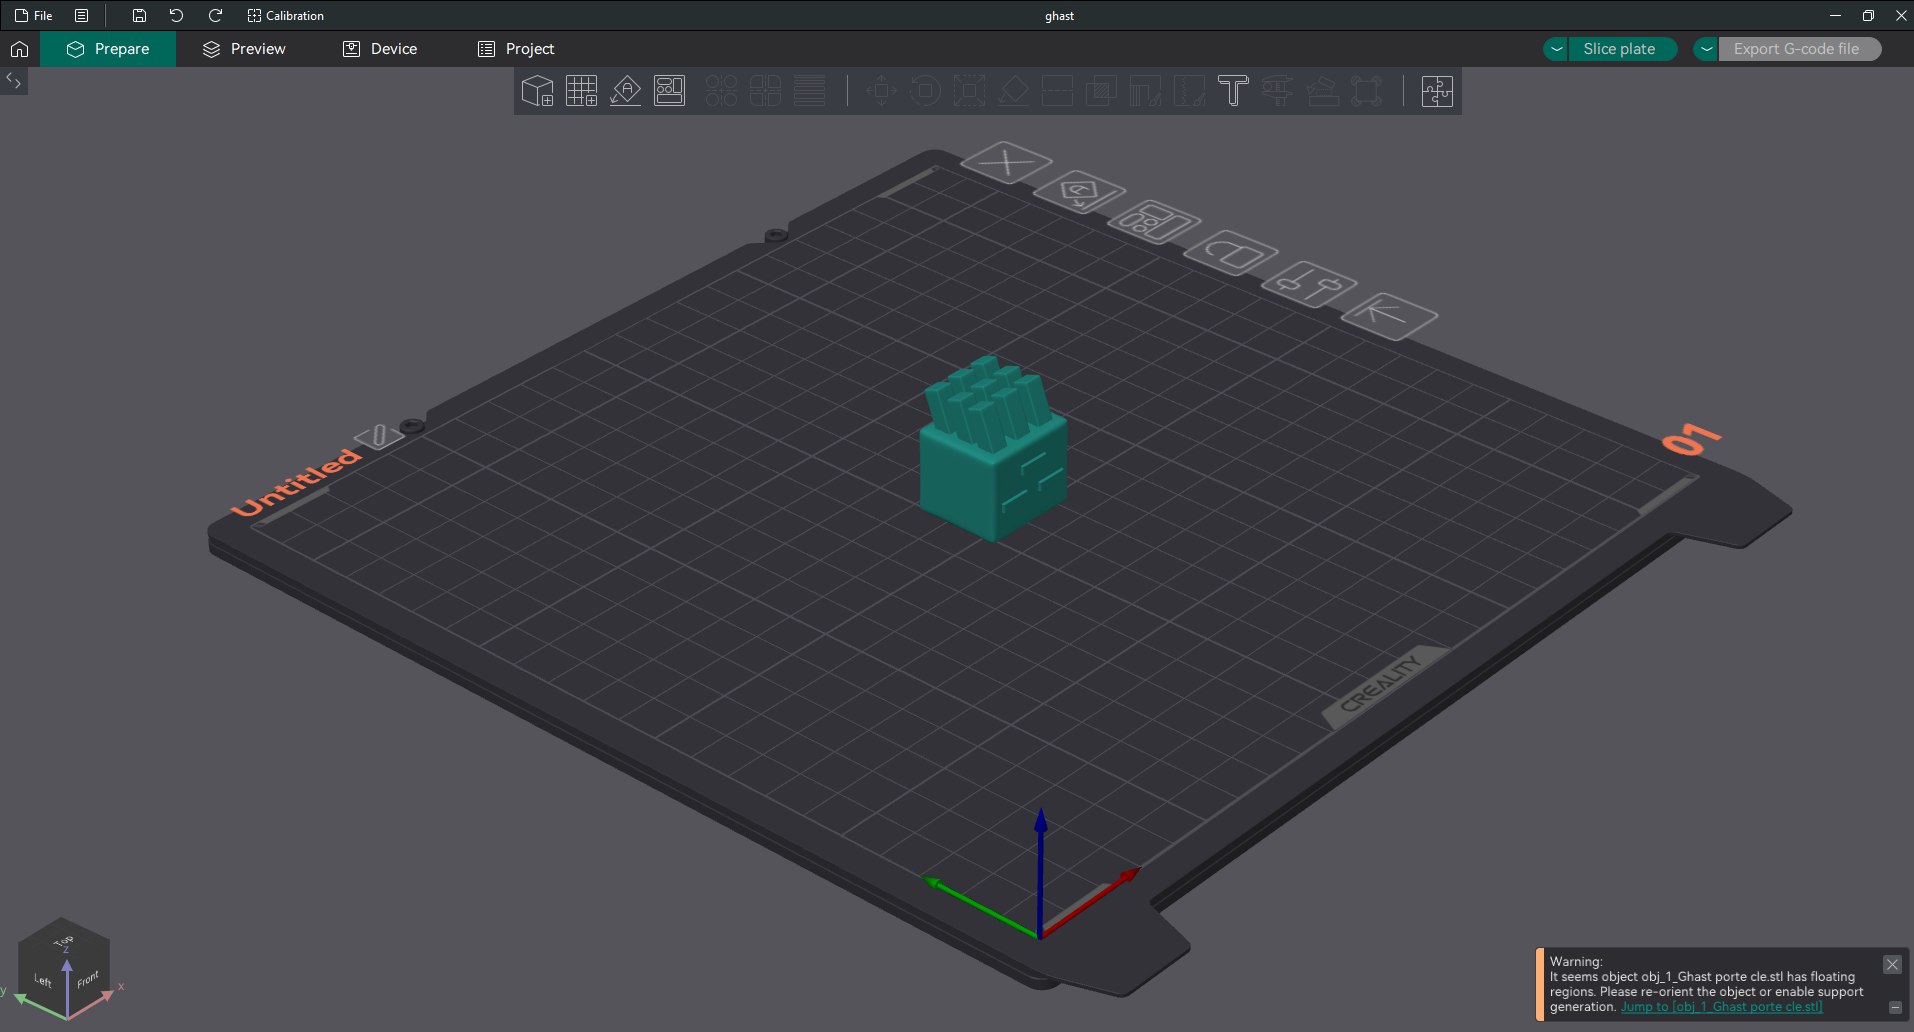 File
Calibration
ghast
Prepare
Preview
Device
Project
Slice plate
Export G-code file
01
Untitled
CREALITY
Top
z
Left
Front
y
x
Warning:
It seems object obj_1_Ghast porte cle.stl has floating
regions. Please re-orient the object or enable support
generation. Jump to [obj_1_Ghast porte cle.stl]